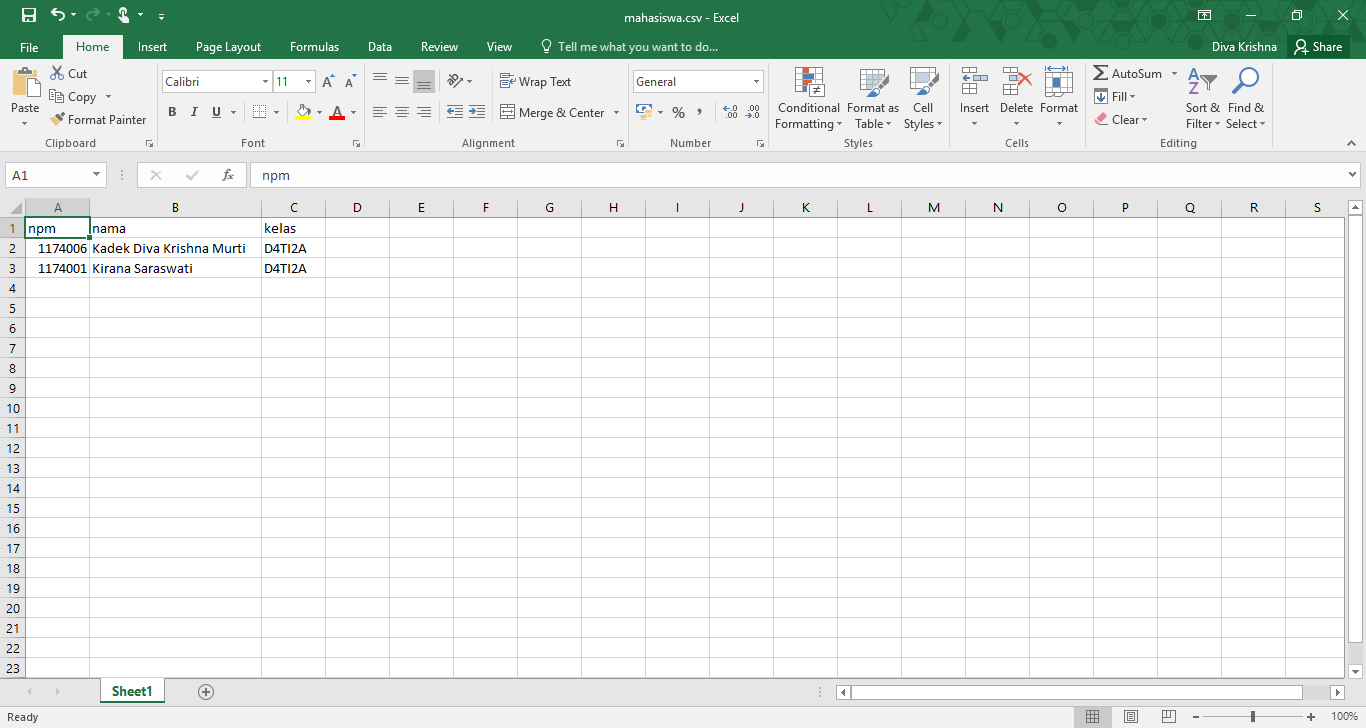 mahasiswa.csv - Excel
File Home Insert Page Layout Formulas Data Review View Tell me what you want to do... Diva Krishna Share
Paste
Cut
Copy
Format Painter
Clipboard
Calibri 11
B I U
Font
Wrap Text
Merge & Center
Alignment
General
%
Number
Conditional Formatting
Format as Table
Cell Styles
Styles
Insert Delete Format
Cells
AutoSum
Fill
Clear
Sort & Filter
Find & Select
Editing
A1 fx npm
A B C D E F G H I J K L M N O P Q R S
1 npm nama kelas
2 1174006 Kadek Diva Krishna Murti D4TI2A
3 1174001 Kirana Saraswati D4TI2A
4
5
6
7
8
9
10
11
12
13
14
15
16
17
18
19
20
21
22
23
Sheet1
Ready 100%